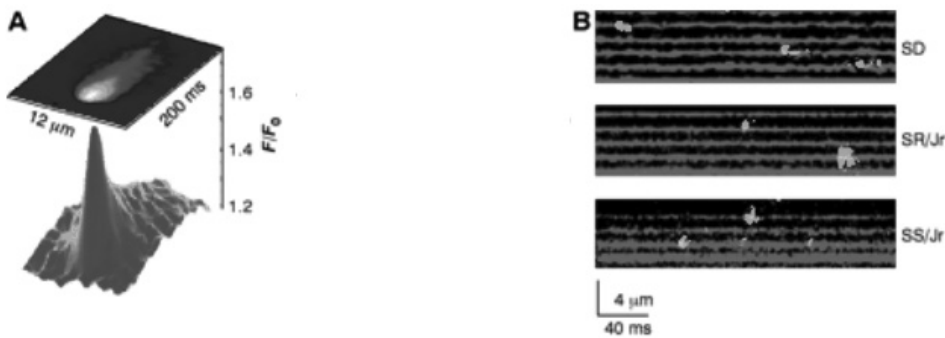 A
1.6
1.4
1.2
F/F₀
200 ms
12 µm
B
SD
SR/Jr
SS/Jr
4 µm
40 ms